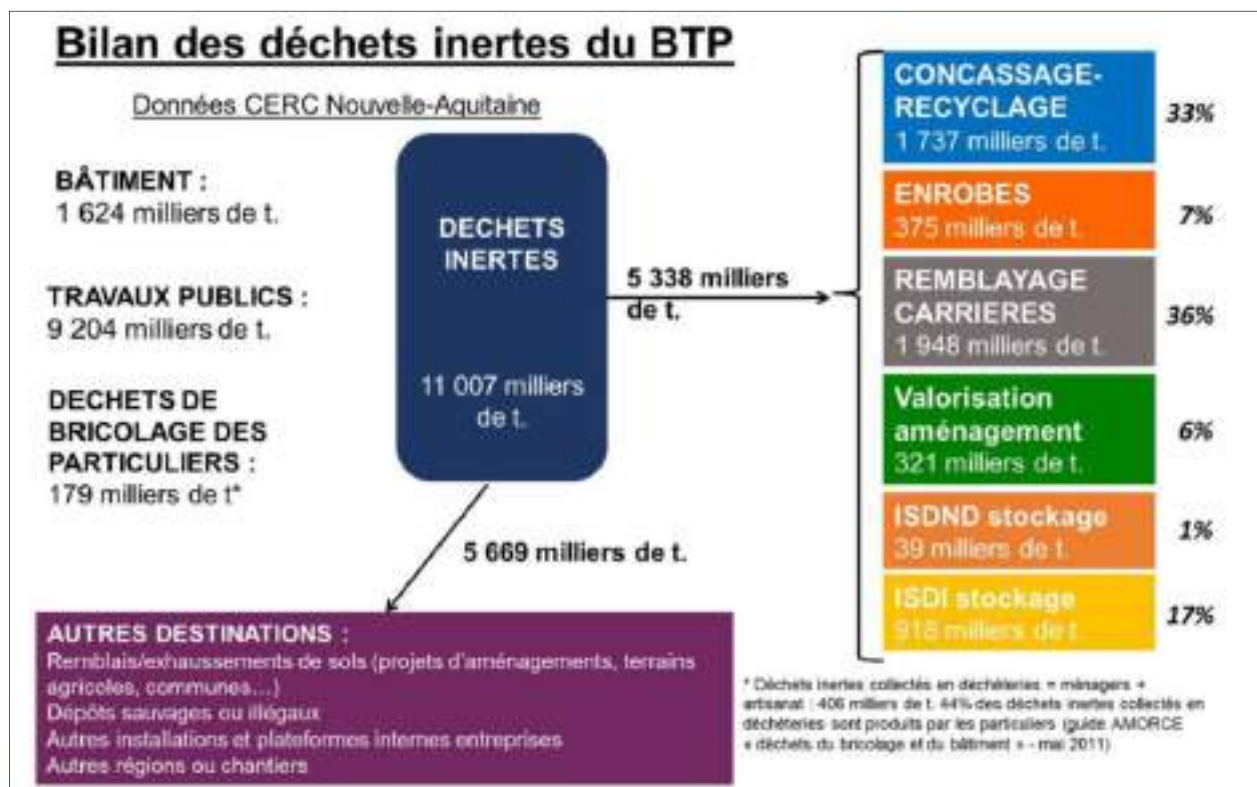 Bilan des déchets inertes du BTP
Données CERC Nouvelle-Aquitaine
BÂTIMENT :
1 624 milliers de t.
TRAVAUX PUBLICS :
9 204 milliers de t.
DECHETS DE
BRICOLAGE DES
PARTICULIERS :
179 milliers de t*
DECHETS
INERTES
11 007 milliers
de t.
5 338 milliers
de t.
5 669 milliers de t.
CONCASSAGE-
RECYCLAGE
1 737 milliers de t.
33%
ENROBES
375 milliers de t.
7%
REMBLAYAGE
CARRIERES
1 948 milliers de t.
36%
Valorisation
aménagement
321 milliers de t.
6%
ISDND stockage
39 milliers de t.
1%
ISDI stockage
918 milliers de t.
17%
AUTRES DESTINATIONS :
Remblais/exhaussements de sols (projets d'aménagements, terrains
agricoles, communes…)
Dépôts sauvages ou illégaux
Autres installations et plateforme internes entreprises
Autres régions ou chantiers
* Déchets inertes collectés en déchèteries = ménagers +
artisanat : 406 milliers de t. 44% des déchets inertes collectés en
déchèteries sont produits par les particuliers (guide AMORCE
« déchets du bricolage et du bâtiment » - mai 2011)